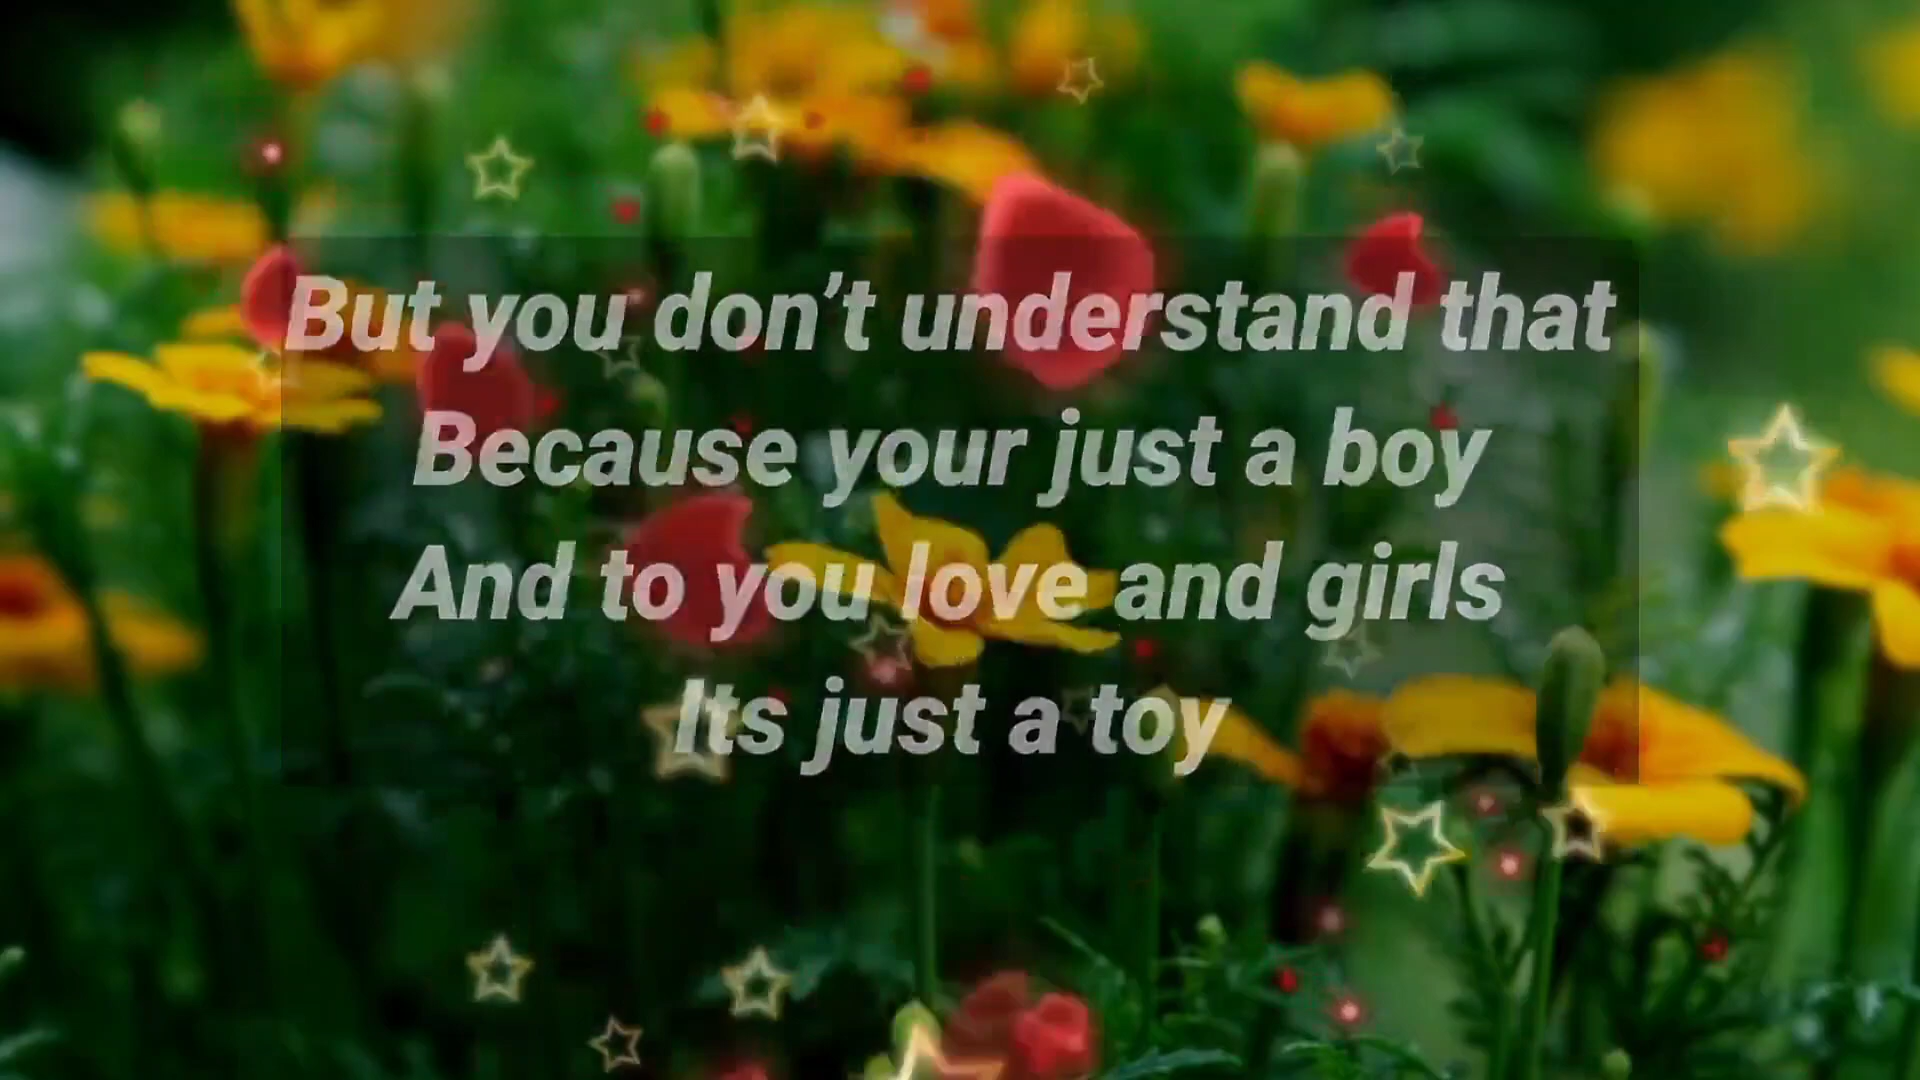 But you don’t understand that
Because your just a boy
And to you love and girls
Its just a toy